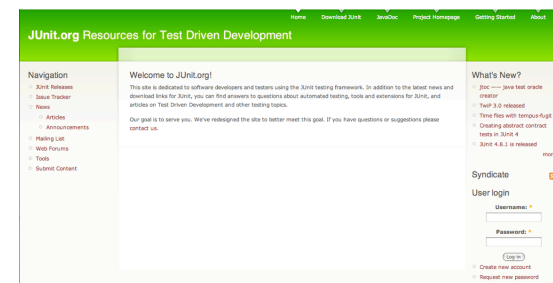 Home Download JUnit JavaDoc Project Homepage Getting Started About
JUnit.org Resources for Test Driven Development
Navigation
JUnit Releases
Issue Tracker
News
Articles
Announcements
Mailing List
Web Forums
Tools
Submit Content
Welcome to JUnit.org!
This site is dedicated to software developers and testers using the JUnit testing framework. In addition to the latest news and
download links for JUnit, you can find answers to questions about automated testing, tools and extensions for JUnit, and
articles on Test Driven Development and other testing topics.
Our goal is to serve you. We've redesigned the site to better meet this goal. If you have questions or suggestions please
contact us.
What's New?
jtoc —— java test oracle
creator
TwiP 3.0 released
Time flies with tempus-fugit
Creating abstract contract
tests in JUnit 4
JUnit 4.8.1 is released
mor
Syndicate
User login
Username: *
Password: *
Log in
Create new account
Request new password